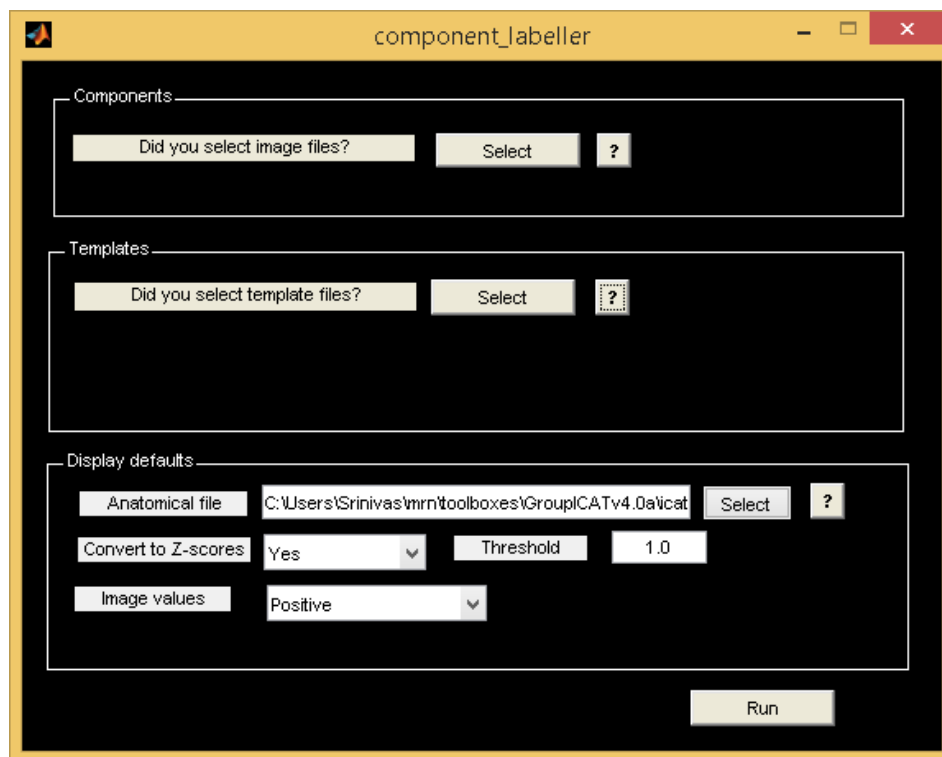 component_labeller
Components
Did you select image files? Select ?
Templates
Did you select template files? Select ?
Display defaults
Anatomical file C:\Users\Srinivas\mrn\toolboxes\GroupICATv4.0a\icat Select ?
Convert to Z-scores Yes Threshold 1.0
Image values Positive
Run